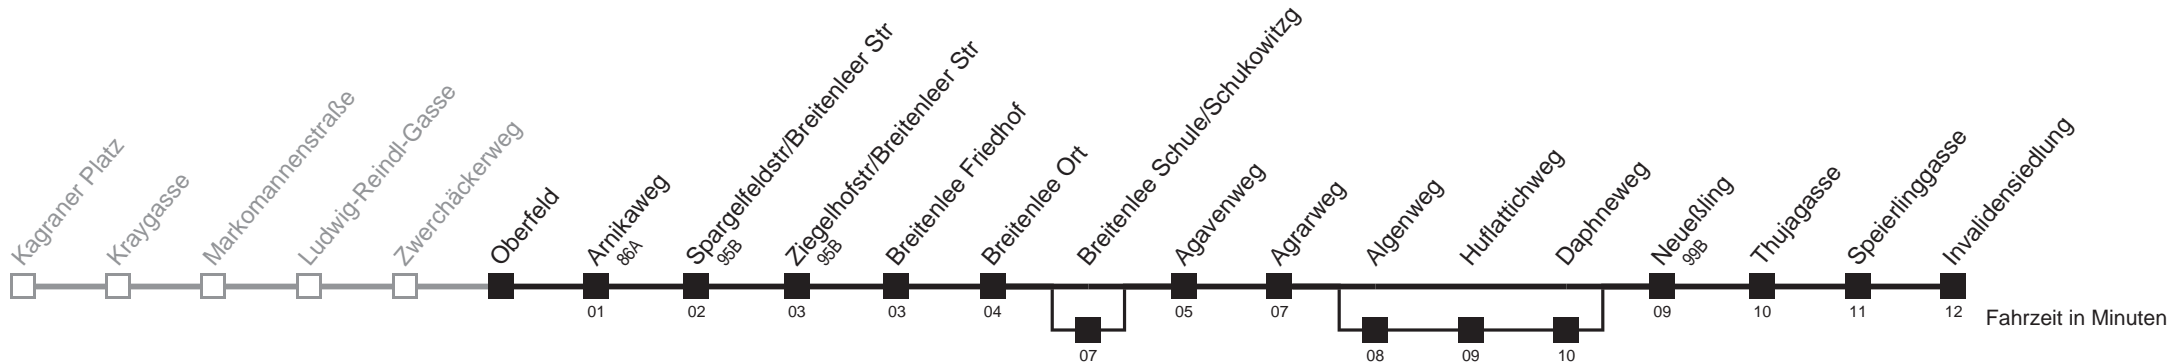 Kagraner Platz
Kraygasse
Markomannenstraße
Ludwig-Reindl-Gasse
Zwerchäckerweg
Oberfeld
Arnikaweg
86A
Spargelfeldstr/Breitenleer Str
95B
Ziegelhofstr/Breitenleer Str
95B
Breitenlee Friedhof
Breitenlee Ort
Breitenlee Schule/Schukowitzg
Agavenweg
Agrarweg
Algenweg
Huflattichweg
Daphneweg
Neueßling
99B
Thujagasse
Speierlinggasse
Invalidensiedlung
01 02 03 03 04 05 07 09 10 11 12
Fahrzeit in Minuten
07 08 09 10